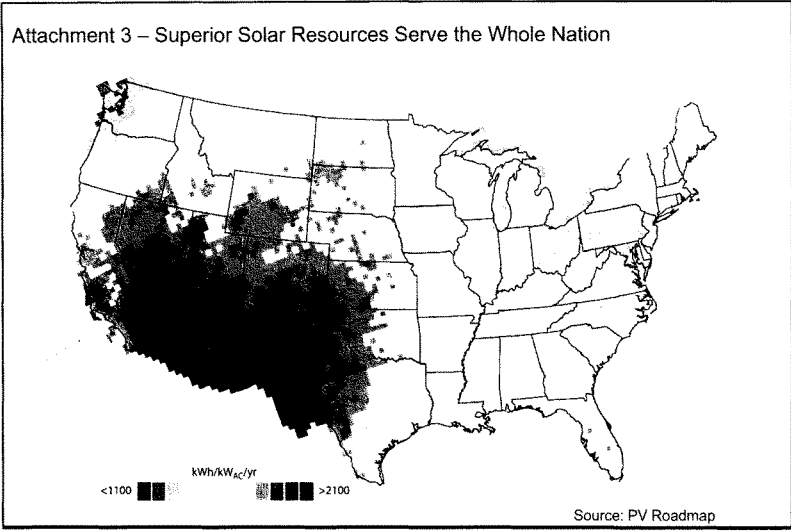 Attachment 3 – Superior Solar Resources Serve the Whole Nation
kWh/kWAC/yr
<1100 >2100
Source: PV Roadmap